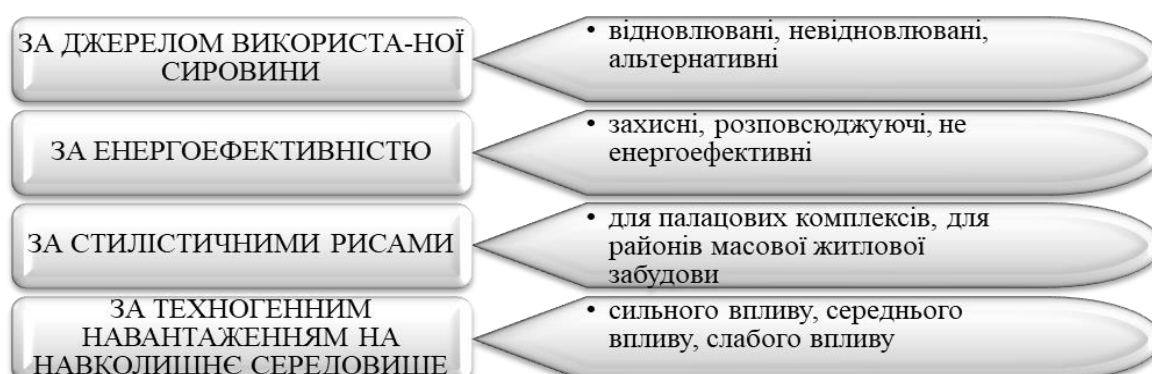 ЗА ДЖЕРЕЛОМ ВИКОРИСТА-НОЇ
СИРОВИНИ
• відновлювані, невідновлювані,
альтернативні
ЗА ЕНЕРГОЕФЕКТИВНІСТЮ
• захисні, розповсюджуючі, не
енергоефективні
ЗА СТИЛІСТИЧНИМИ РИСАМИ
• для палацових комплексів, для
районів масової житлової
забудови
ЗА ТЕХНОГЕННИМ
НАВАНТАЖЕННЯМ НА
НАВКОЛИШНЄ СЕРЕДОВИЩЕ
• сильного впливу, середнього
впливу, слабого впливу